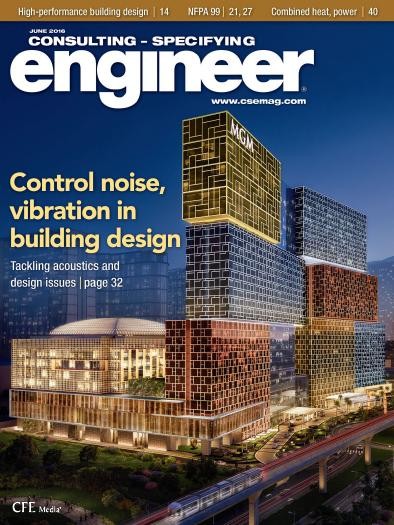 High-performance building design | 14 NFPA 99 | 21, 27 Combined heat, power | 40
JUNE 2016
CONSULTING - SPECIFYING
engineer®
www.csemag.com
MGM
Control noise,
vibration in
building design
Tackling acoustics and
design issues | page 32
CFE Media®